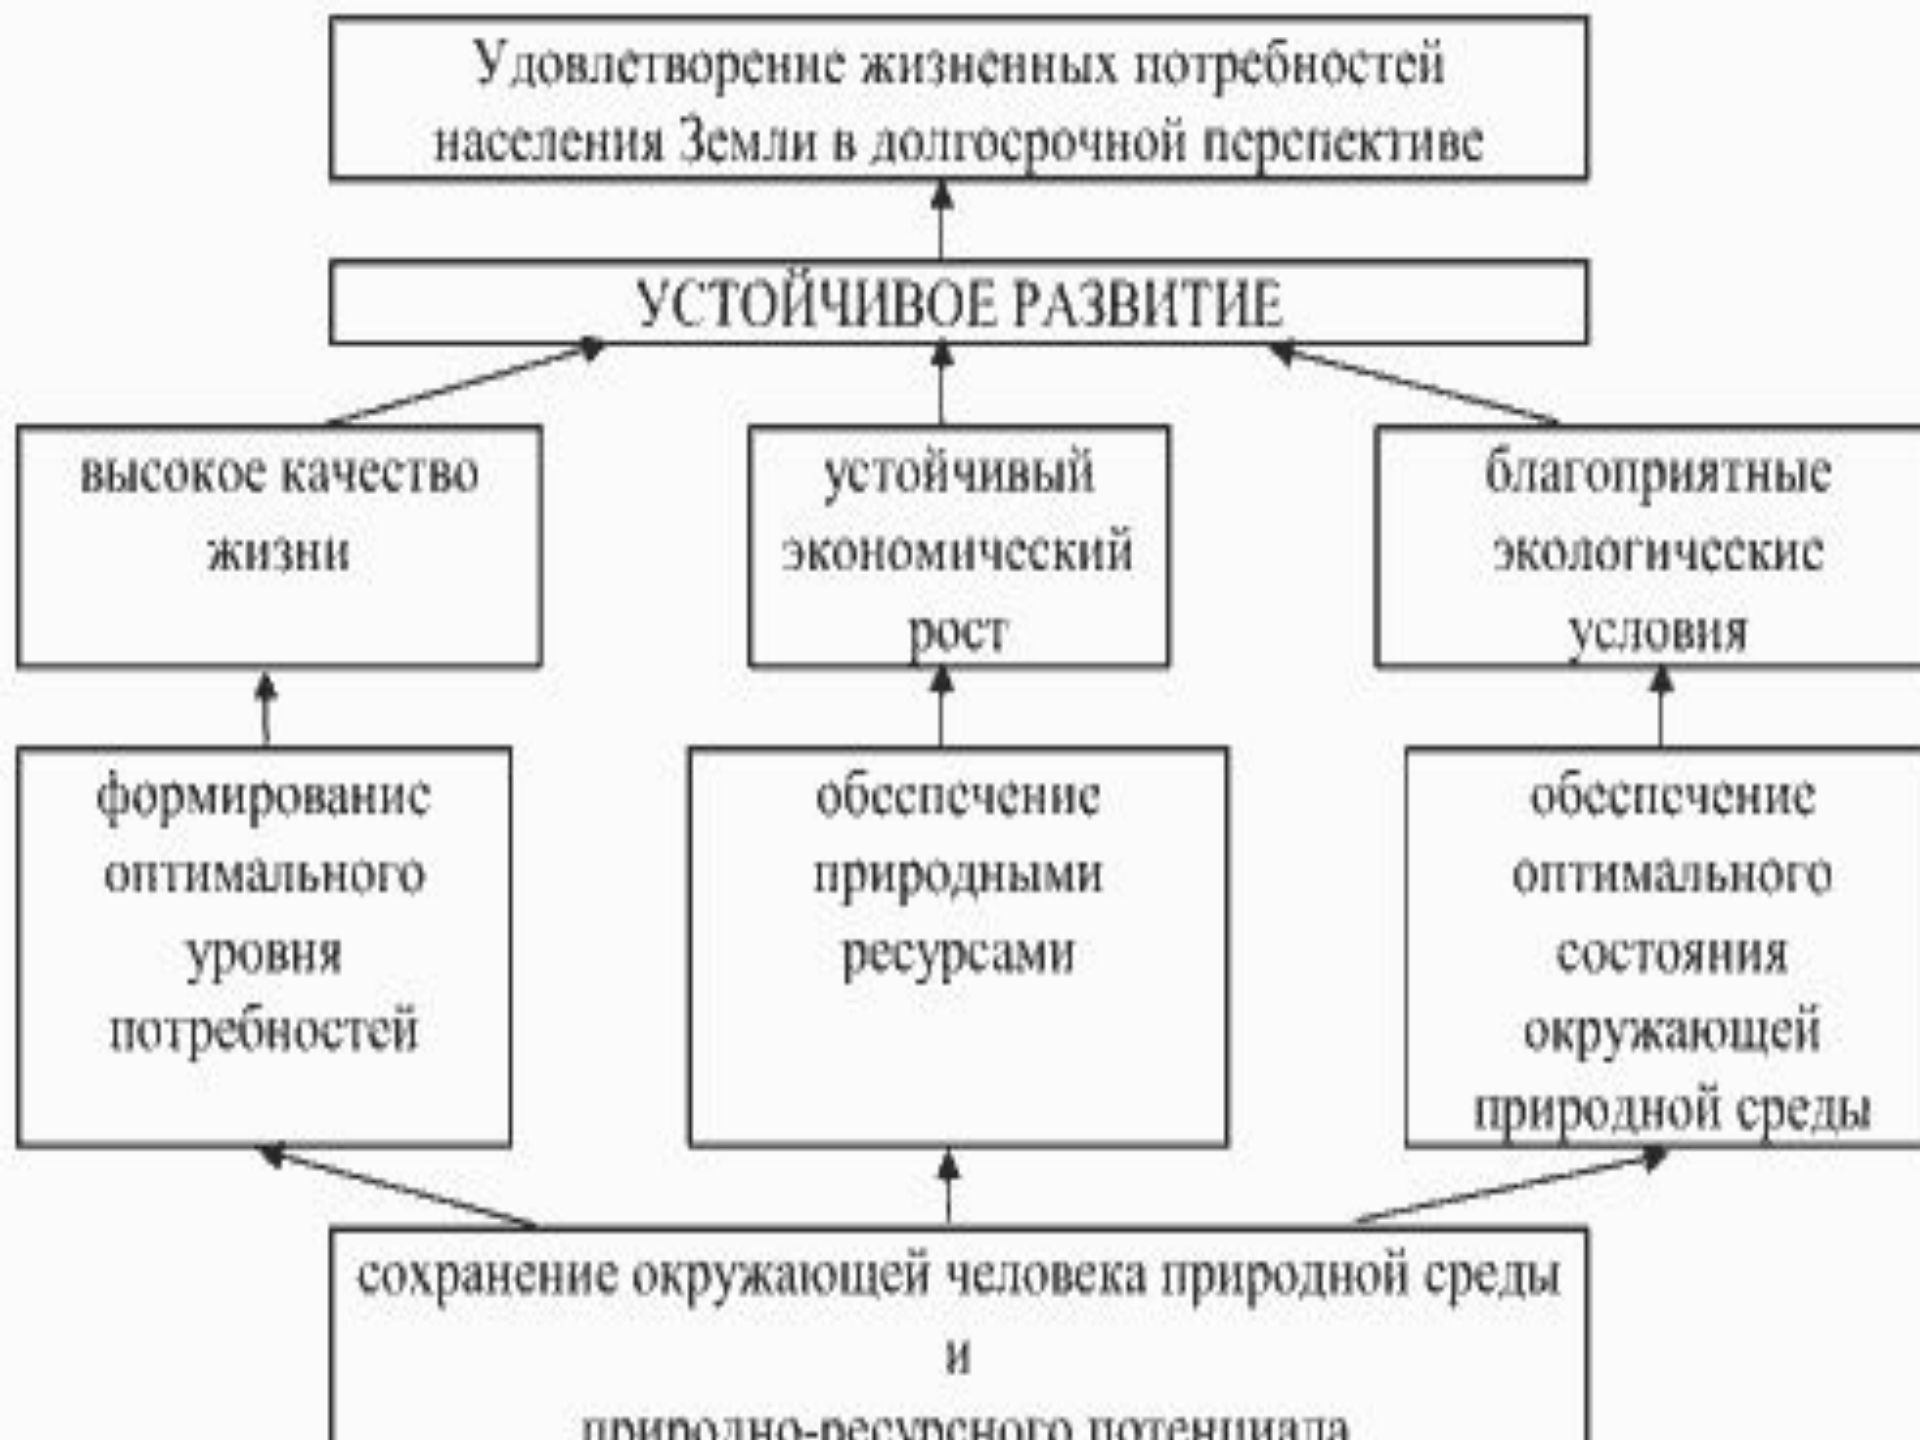 Удовлетворение жизненных потребностей
населения Земли в долгосрочной перспективе
УСТОЙЧИВОЕ РАЗВИТИЕ
высокое качество
жизни
устойчивый
экономический
рост
благоприятные
экологические
условия
формирование
оптимального
уровня
потребностей
обеспечение
природными
ресурсами
обеспечение
оптимального
состояния
окружающей
природной среды
сохранение окружающей человека природной среды
и
природно-ресурсного потенциала